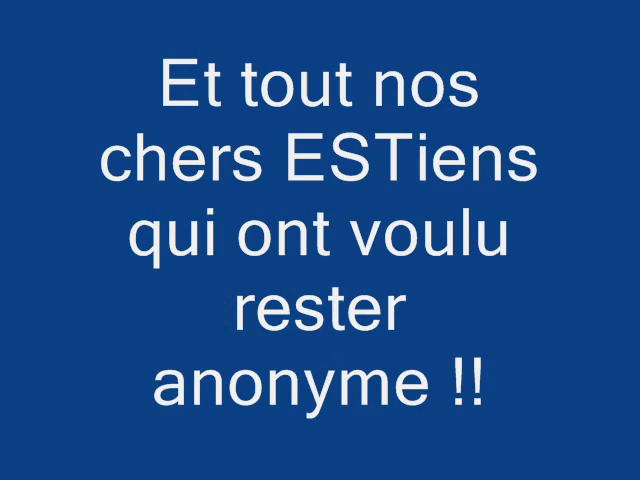 Et tout nos
chers ESTiens
qui ont voulu
rester
anonyme !!